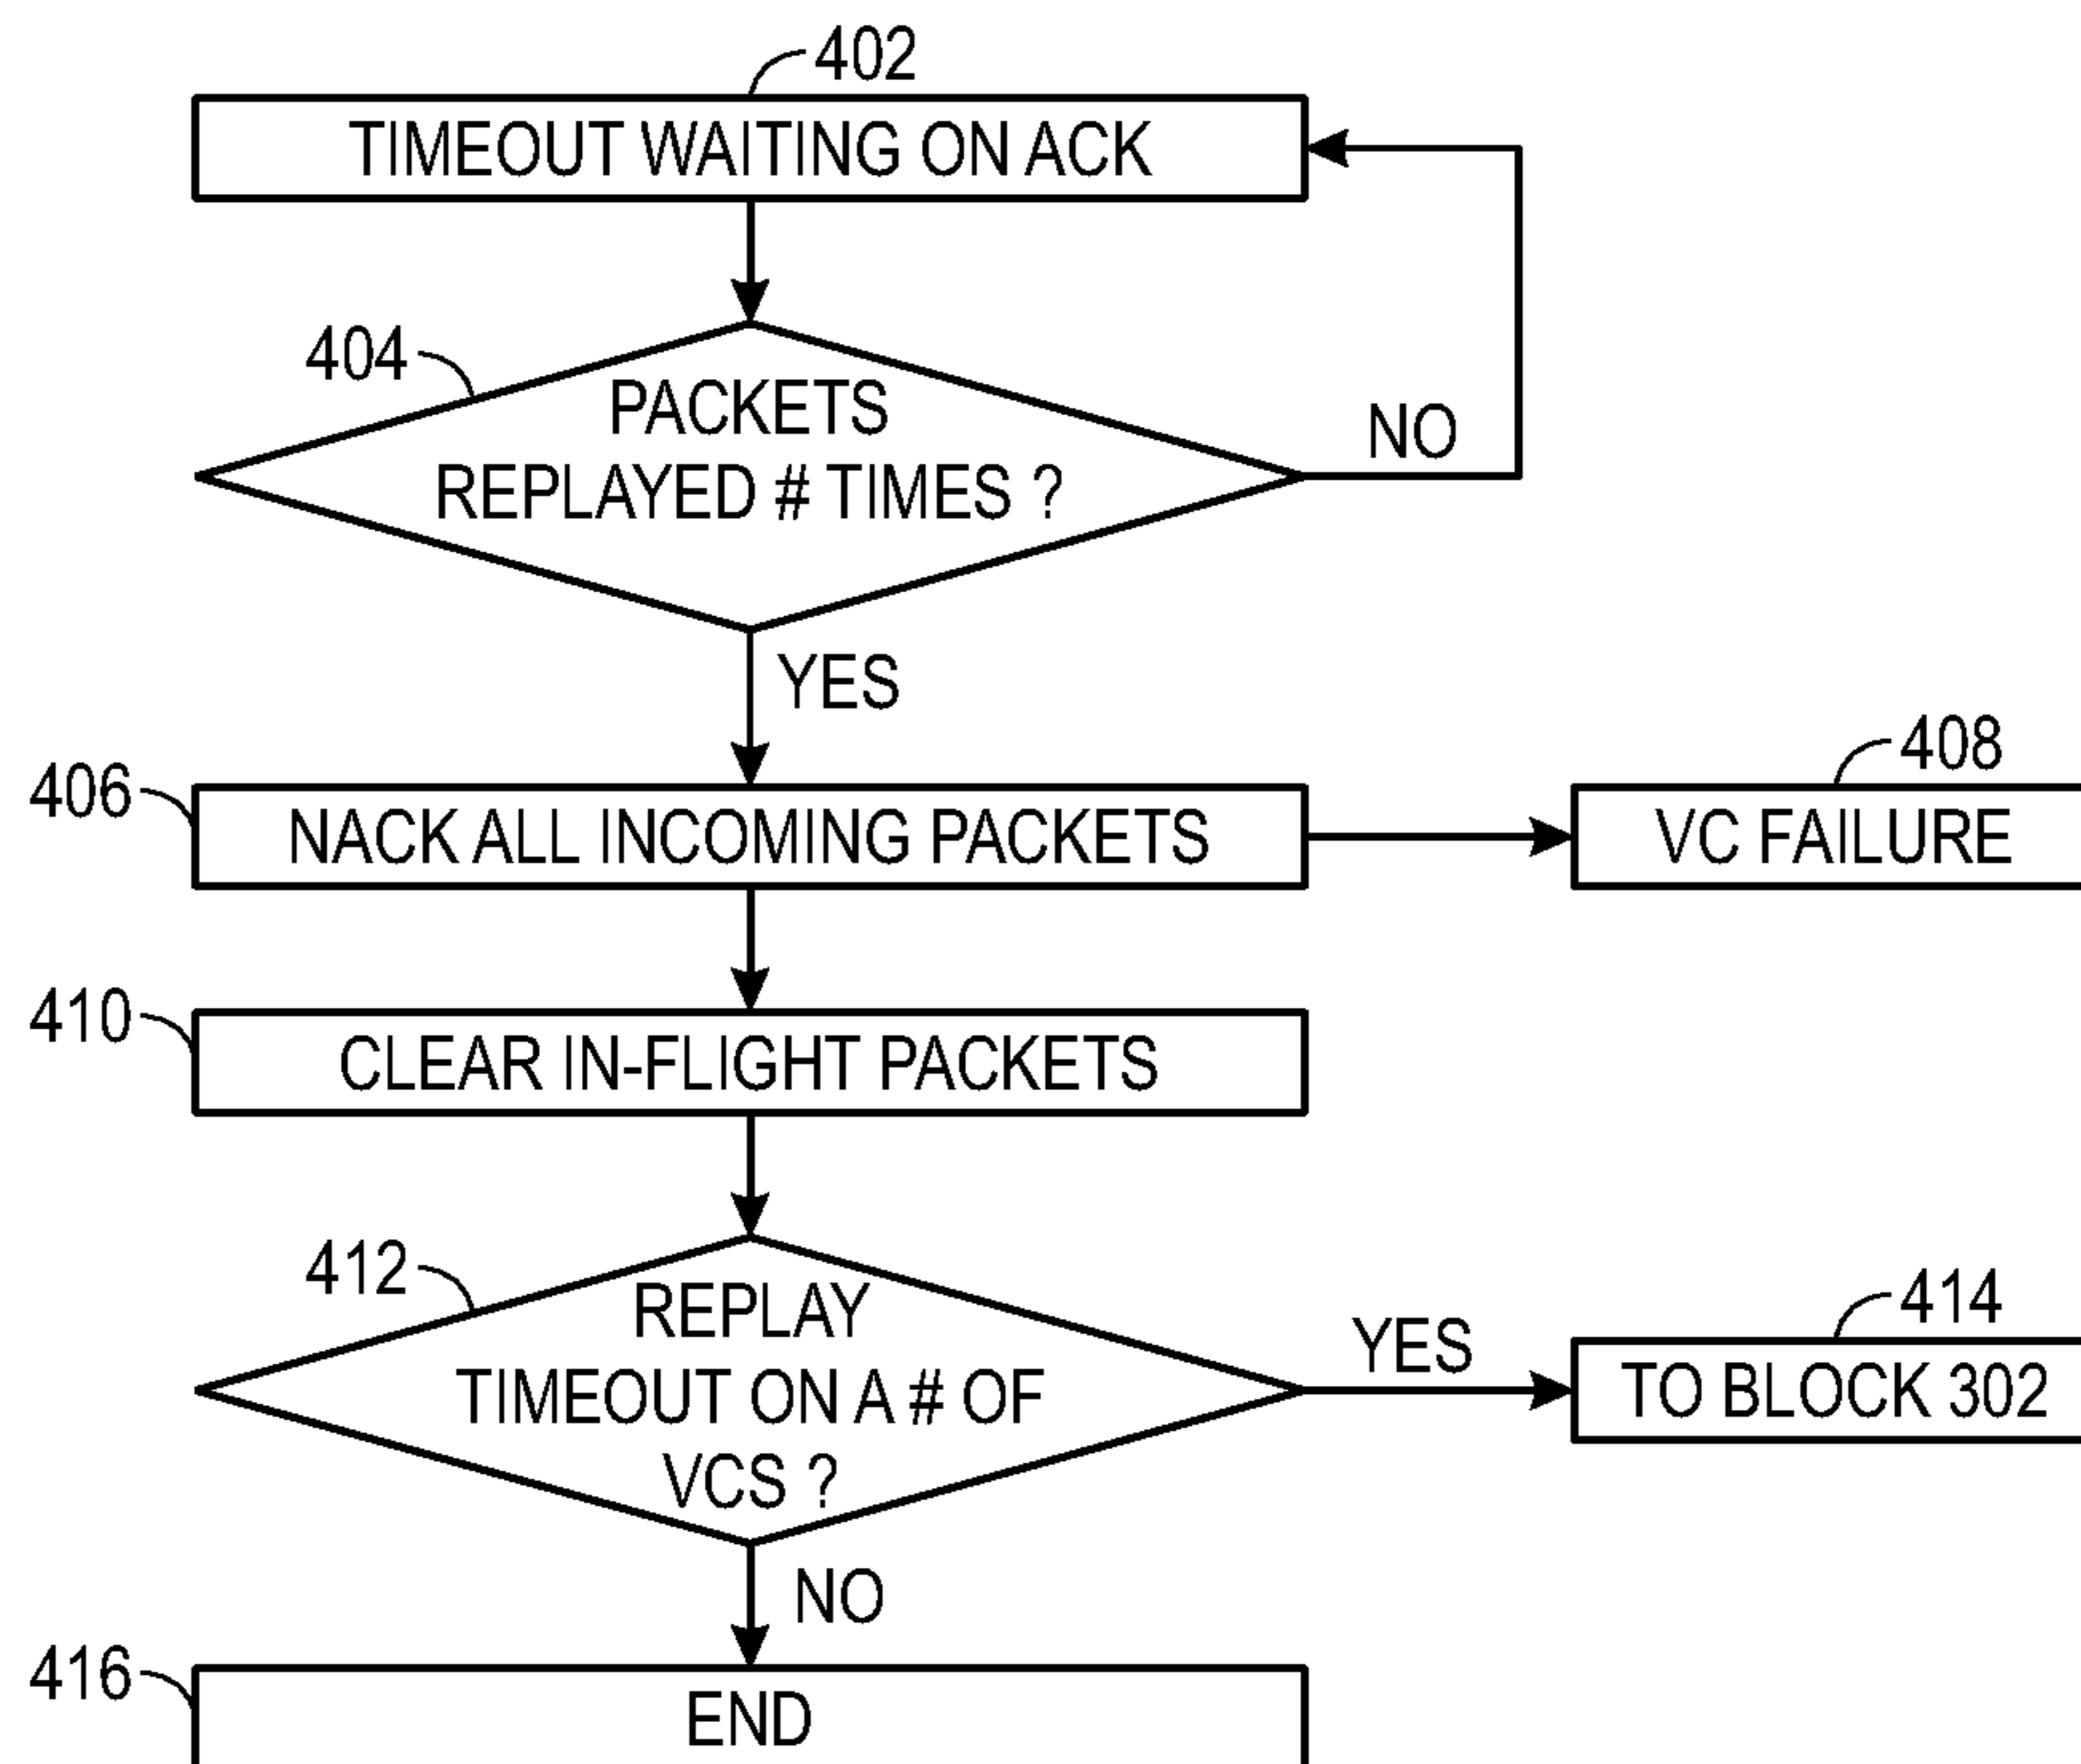 402
TIMEOUT WAITING ON ACK
404
PACKETS
REPLAYED # TIMES ?
NO
YES
406
NACK ALL INCOMING PACKETS
408
VC FAILURE
410
CLEAR IN-FLIGHT PACKETS
412
REPLAY
TIMEOUT ON A # OF
VCS ?
YES
414
TO BLOCK 302
NO
416
END